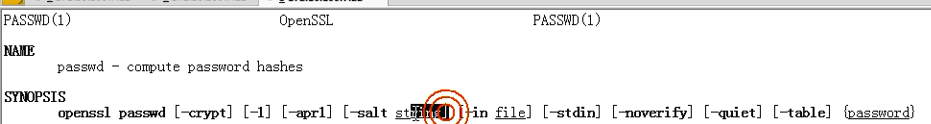 PASSWD(1) OpenSSL PASSWD(1)
NAME
passwd - compute password hashes
SYNOPSIS
openssl passwd [-crypt] [-1] [-apr1] [-salt [-in file] [-stdin] [-noverify] [-quiet] [-table] {password}